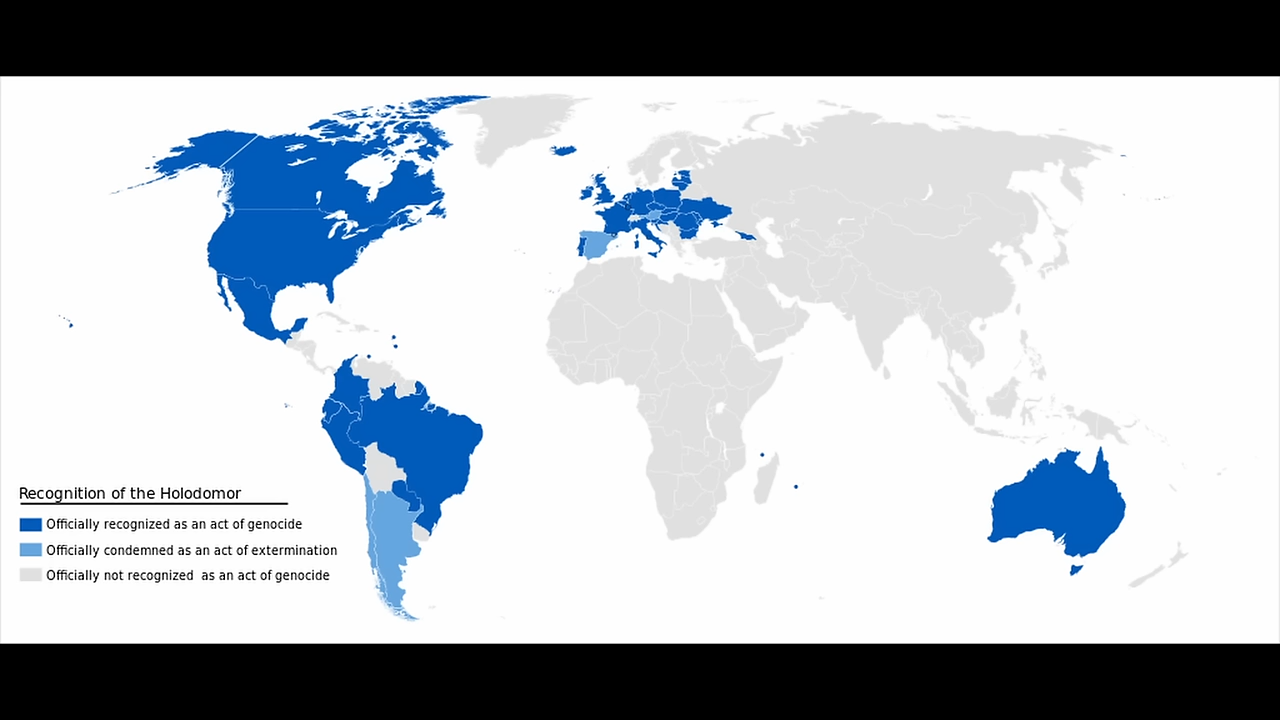 Recognition of the Holodomor
Officially recognized as an act of genocide
Officially condemned as an act of extermination
Officially not recognized  as an act of genocide